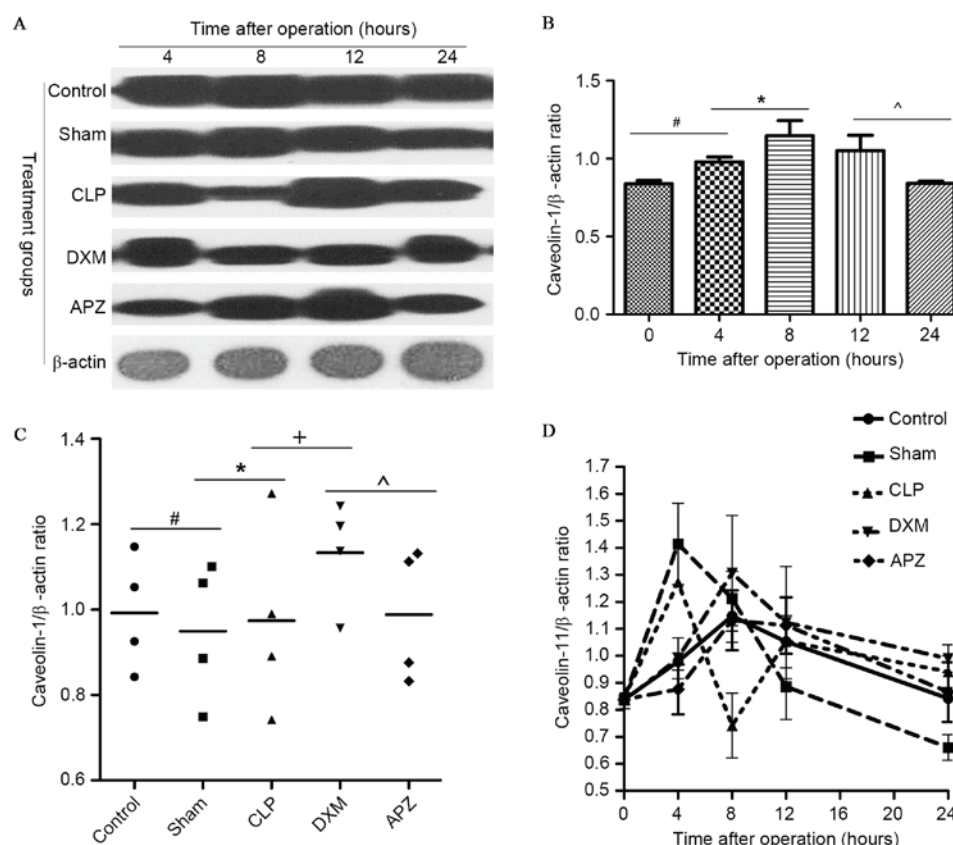 A
Time after operation (hours)
4 8 12 24
Treatment groups
Control
Sham
CLP
DXM
APZ
β-actin
B
Caveolin-1/β -actin ratio
1.5
1.0
0.5
0.0
# * ^
0 4 8 12 24
Time after operation (hours)
C
Caveolin-1/β -actin ratio
1.4
1.2
1.0
0.8
0.6
# * + ^
Control Sham CLP DXM APZ
D
Control
Sham
CLP
DXM
APZ
Caveolin-11/β -actin ratio
1.7
1.6
1.5
1.4
1.3
1.2
1.1
1.0
0.9
0.8
0.7
0.6
0.5
0 4 8 12 16 20 24
Time after operation (hours)